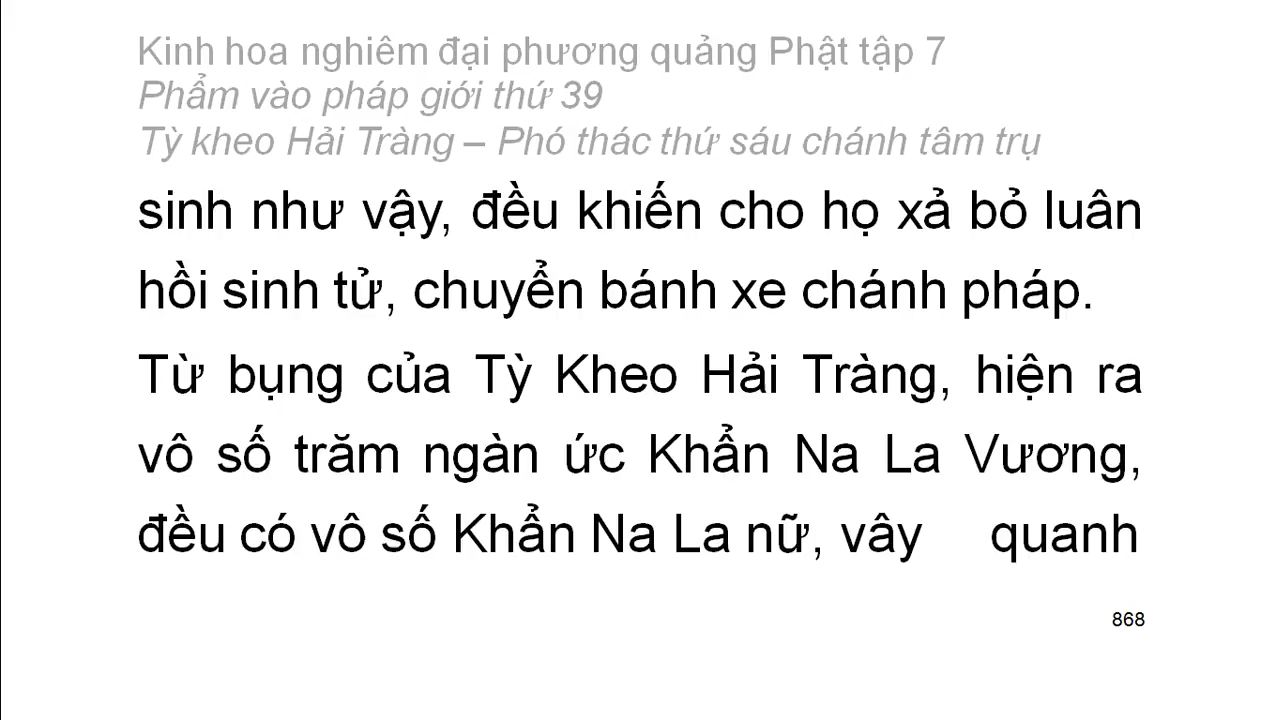 Kinh hoa nghiêm đại phương quảng Phật tập 7
Phẩm vào pháp giới thứ 39
Tỳ kheo Hải Tràng – Phó thác thứ sáu chánh tâm trụ
sinh như vậy, đều khiến cho họ xả bỏ luân
hồi sinh tử, chuyển bánh xe chánh pháp.
Từ bụng của Tỳ Kheo Hải Tràng, hiện ra
vô số trăm ngàn ức Khẩn Na La Vương,
đều có vô số Khẩn Na La nữ, vây quanh
868